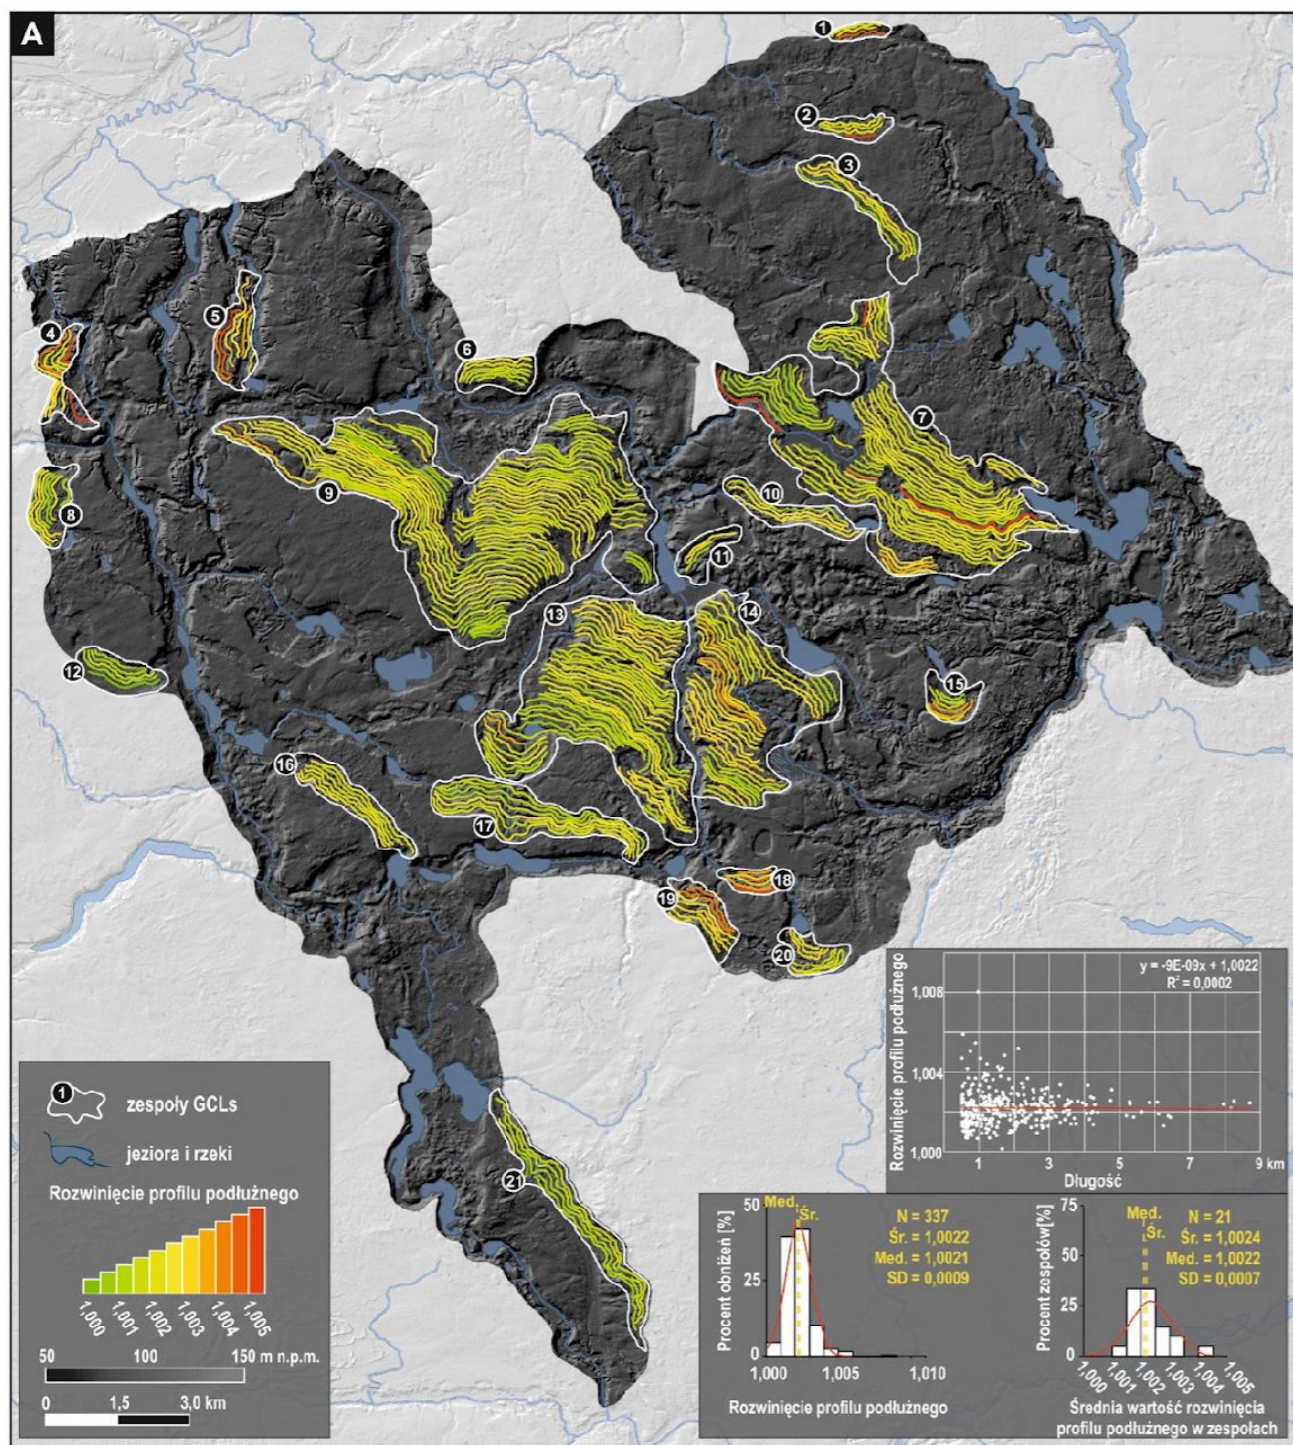 A
1
2
3
4
5
6
7
8
9
10
11
12
13
14
15
16
17
18
19
20
21
1
zespoły GCLs
jeziora i rzeki
Rozwinięcie profilu podłużnego
1,000
1,001
1,002
1,003
1,004
1,005
50 100 150 m n.p.m.
0 1,5 3,0 km
Rozwinięcie profilu podłużnego
y = -9E-09x + 1,0022
R² = 0,0002
1,008
1,004
1,000
1 3 5 7 9 km
Długość
Procent obniżeń [%]
50
25
0
Med.
Śr.
N = 337
Śr. = 1,0022
Med. = 1,0021
SD = 0,0009
1,000 1,005 1,010
Rozwinięcie profilu podłużnego
Procent zespołów[%]
75
50
25
0
Med.
Śr.
N = 21
Śr. = 1,0024
Med. = 1,0022
SD = 0,0007
1,000
1,001
1,002
1,003
1,004
1,005
Średnia wartość rozwinięcia
profilu podłużnego w zespołach